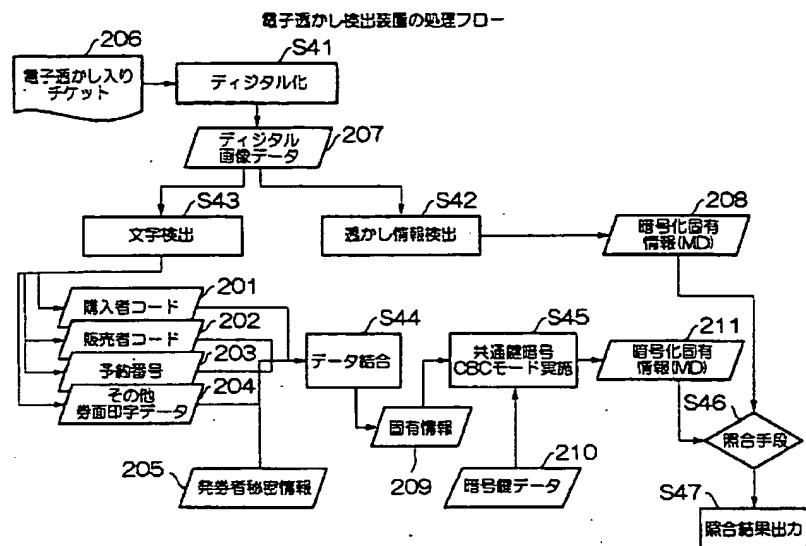 電子透かし検出装置の処理フロー
206
電子透かし入り
チケット
S41
ディジタル化
ディジタル
画像データ
207
S43
文字検出
S42
透かし情報検出
208
暗号化固有
情報(MD)
201
購入者コード
202
販売者コード
203
予約番号
204
その他
券面印字データ
205
発券者秘密情報
S44
データ結合
固有情報
209
S45
共通鍵暗号
CBCモード実施
210
暗号鍵データ
211
暗号化固有
情報(MD)
S46
照合手段
S47
照合結果出力